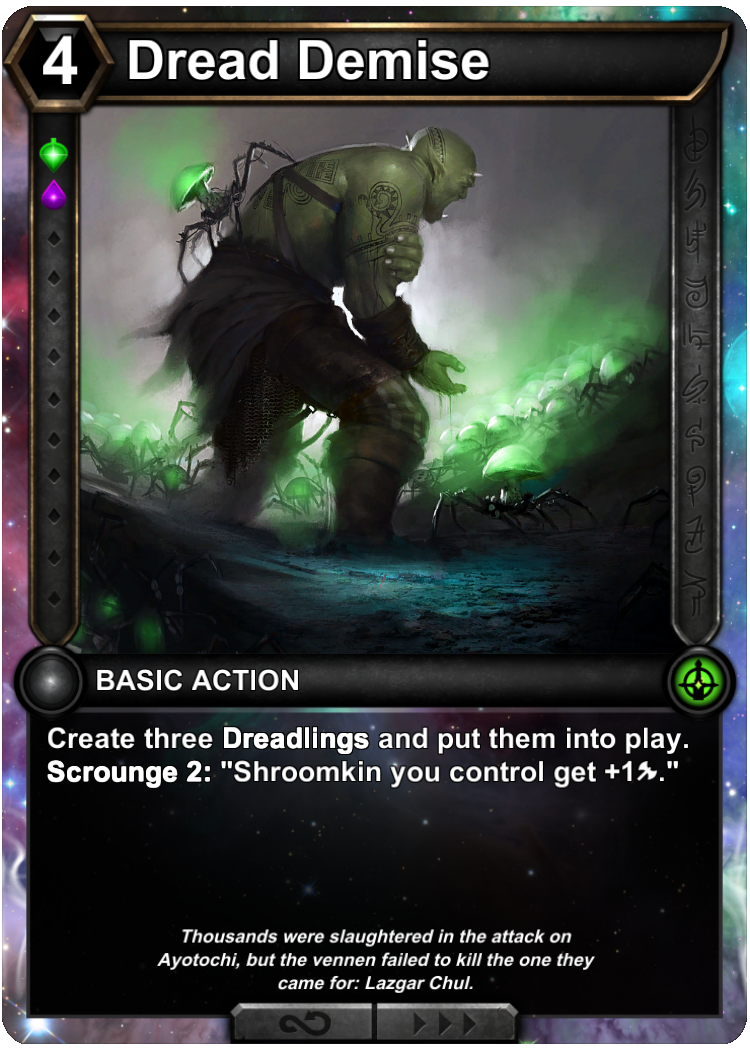 4
Dread Demise
BASIC ACTION
Create three Dreadlings and put them into play.
Scrounge 2: "Shroomkin you control get +1."
Thousands were slaughtered in the attack on
Ayotochi, but the vennen failed to kill the one they
came for: Lazgar Chul.